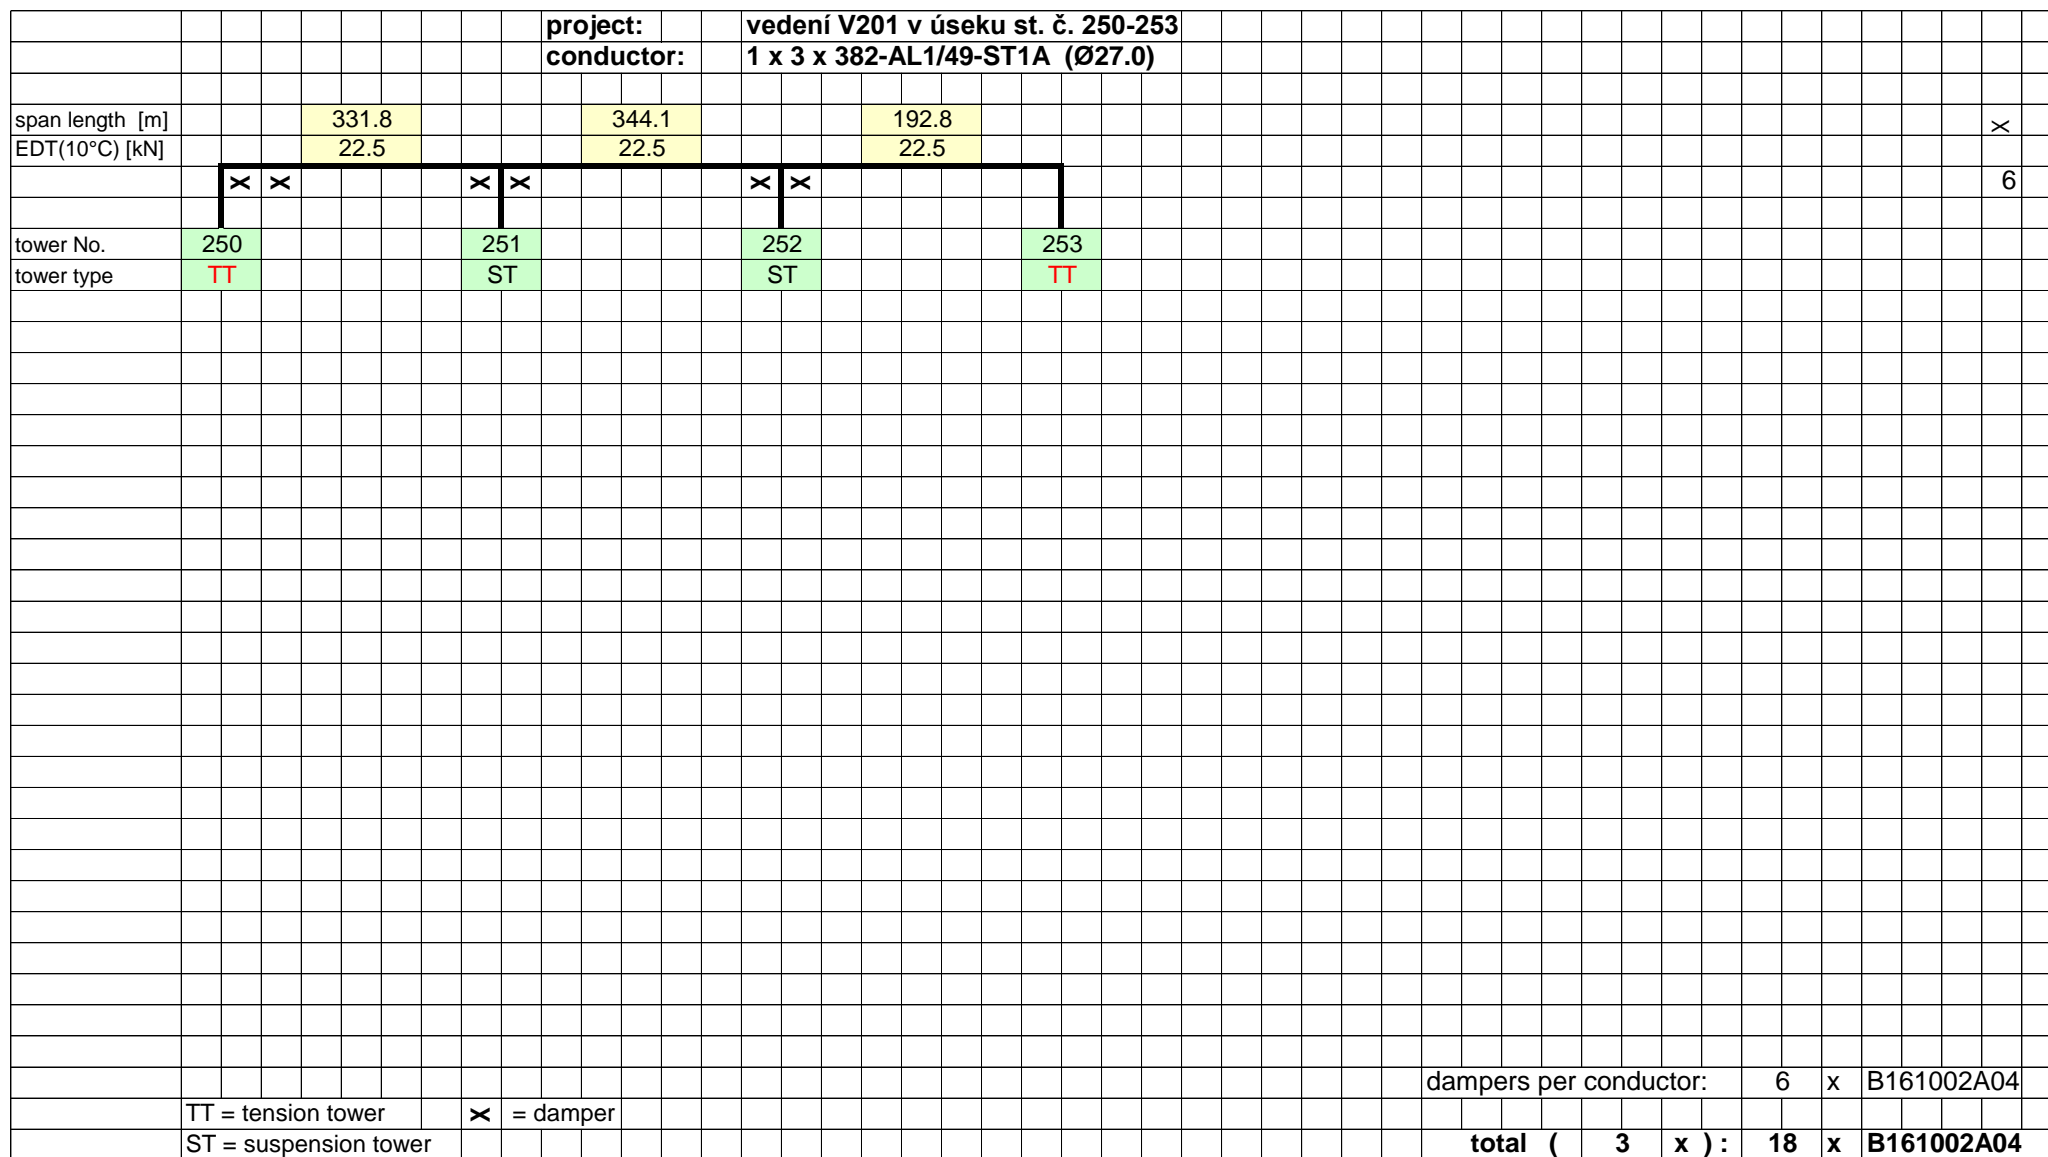 project: vedení V201 v úseku st. č. 250-253
conductor: 1 x 3 x 382-AL1/49-ST1A (Ø27.0)
span length [m] 331.8 344.1 192.8
EDT(10°C) [kN] 22.5 22.5 22.5
6
tower No. 250 251 252 253
tower type TT ST ST TT
dampers per conductor: 6 x B161002A04
TT = tension tower = damper
ST = suspension tower total ( 3 x ) : 18 x B161002A04